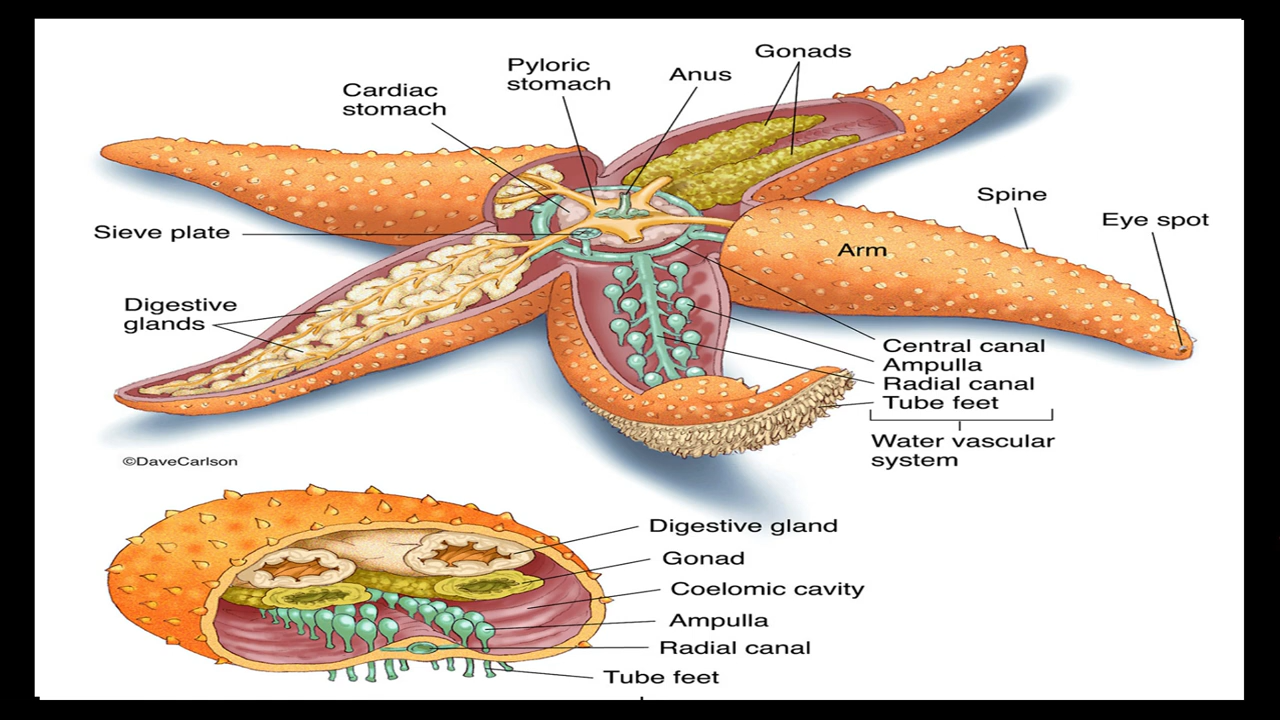 Gonads
Pyloric
stomach
Anus
Cardiac
stomach
Spine
Eye spot
Sieve plate
Arm
Digestive
glands
Central canal
Ampulla
Radial canal
Tube feet
Water vascular
system
©DaveCarlson
Digestive gland
Gonad
Coelomic cavity
Ampulla
Radial canal
Tube feet